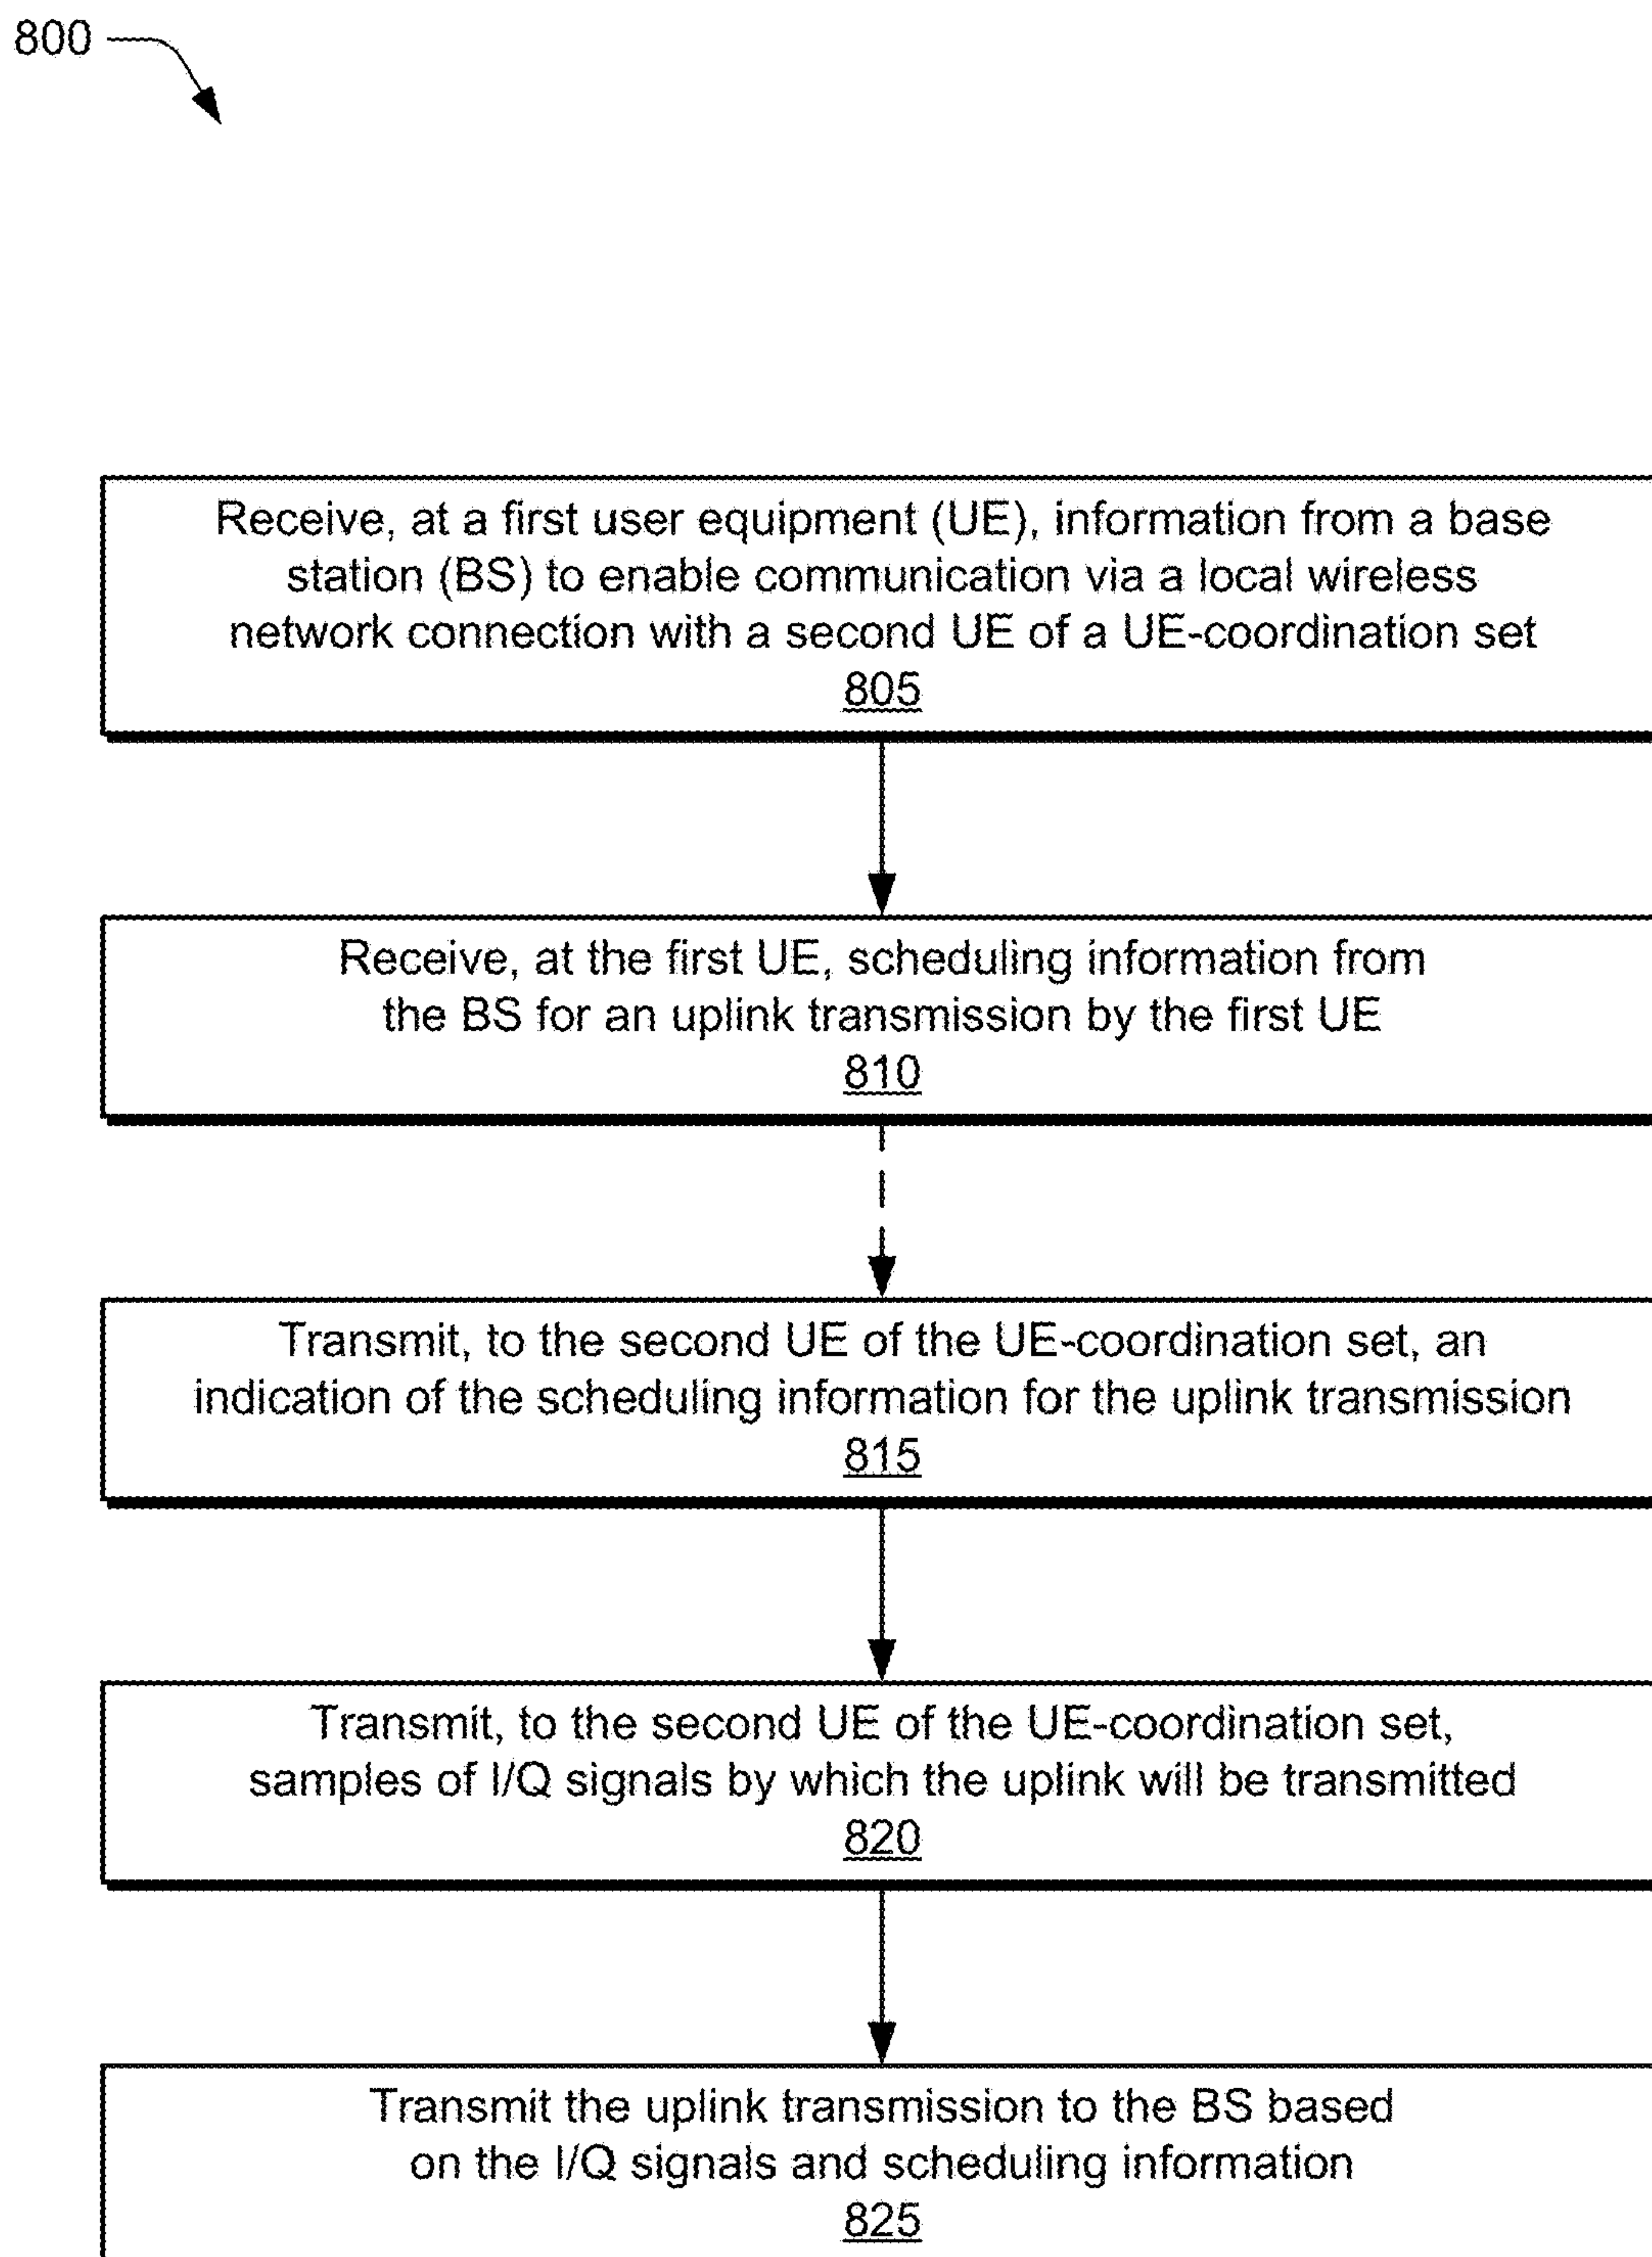 800
Receive, at a first user equipment (UE), information from a base
station (BS) to enable communication via a local wireless
network connection with a second UE of a UE-coordination set
805
Receive, at the first UE, scheduling information from
the BS for an uplink transmission by the first UE
810
Transmit, to the second UE of the UE-coordination set, an
indication of the scheduling information for the uplink transmission
815
Transmit, to the second UE of the UE-coordination set,
samples of I/Q signals by which the uplink will be transmitted
820
Transmit the uplink transmission to the BS based
on the I/Q signals and scheduling information
825